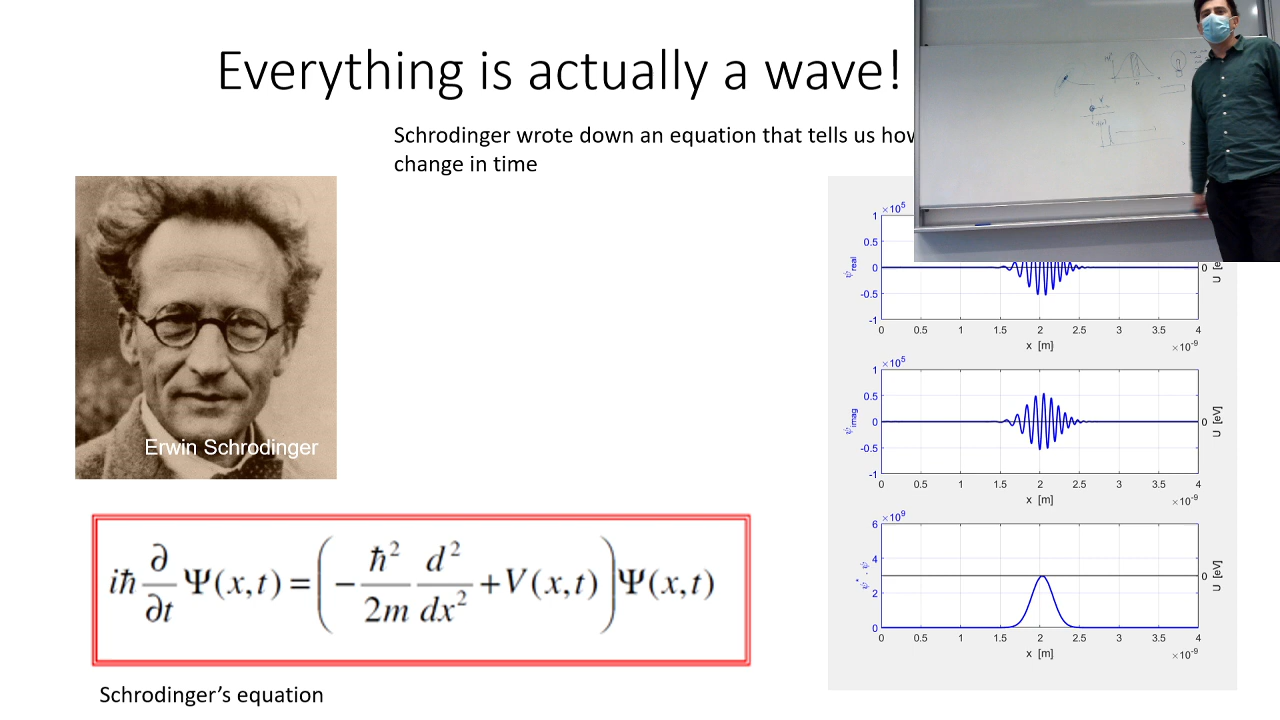 Everything is actually a wave!
Schrodinger wrote down an equation that tells us how
change in time
Erwin Schrodinger
iħ ∂/∂t Ψ(x,t) = ( − ħ²/2m d²/dx² + V(x,t) ) Ψ(x,t)
Schrodinger’s equation
×10⁵
1
0.5
0
-0.5
-1
ψ real
0 0.5 1 1.5 2 2.5 3 3.5 4
x [m]
×10⁻⁹
0
U [e
×10⁵
1
0.5
0
-0.5
-1
ψ imag
0 0.5 1 1.5 2 2.5 3 3.5 4
x [m]
×10⁻⁹
0
U [eV]
×10⁹
6
4
2
0
ψ* . ψ
0 0.5 1 1.5 2 2.5 3 3.5 4
x [m]
×10⁻⁹
0
U [eV]